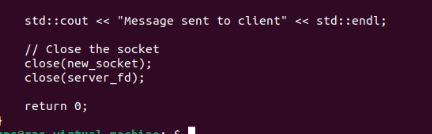 std::cout << "Message sent to client" << std::endl;
// Close the socket
close(new_socket);
close(server_fd);
return 0;
}